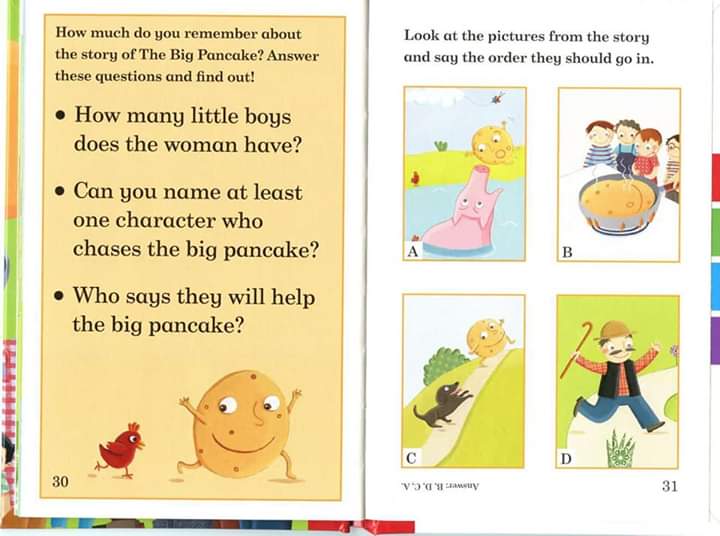 How much do you remember about
the story of The Big Pancake? Answer
these questions and find out!
• How many little boys
does the woman have?
• Can you name at least
one character who
chases the big pancake?
• Who says they will help
the big pancake?
30
Look at the pictures from the story
and say the order they should go in.
A
B
C
D
Answer: B, D, C, A.
31